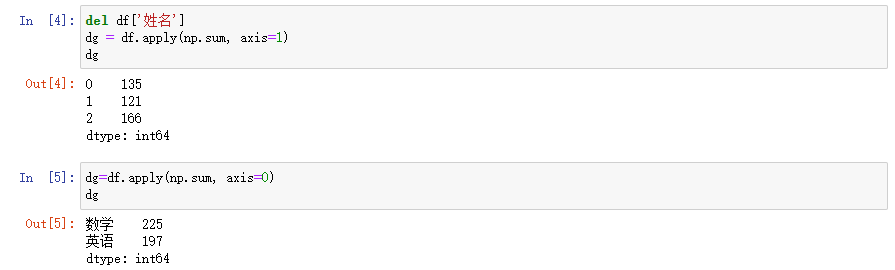 In [4]: del df['姓名']
dg = df.apply(np.sum, axis=1)
dg
Out[4]: 0 135
1 121
2 166
dtype: int64
In [5]: dg=df.apply(np.sum, axis=0)
dg
Out[5]: 数学 225
英语 197
dtype: int64